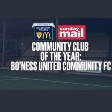 sunday
mail
COMMUNITY CLUB
OF THE YEAR:
BO'NESS UNITED COMMUNITY FC